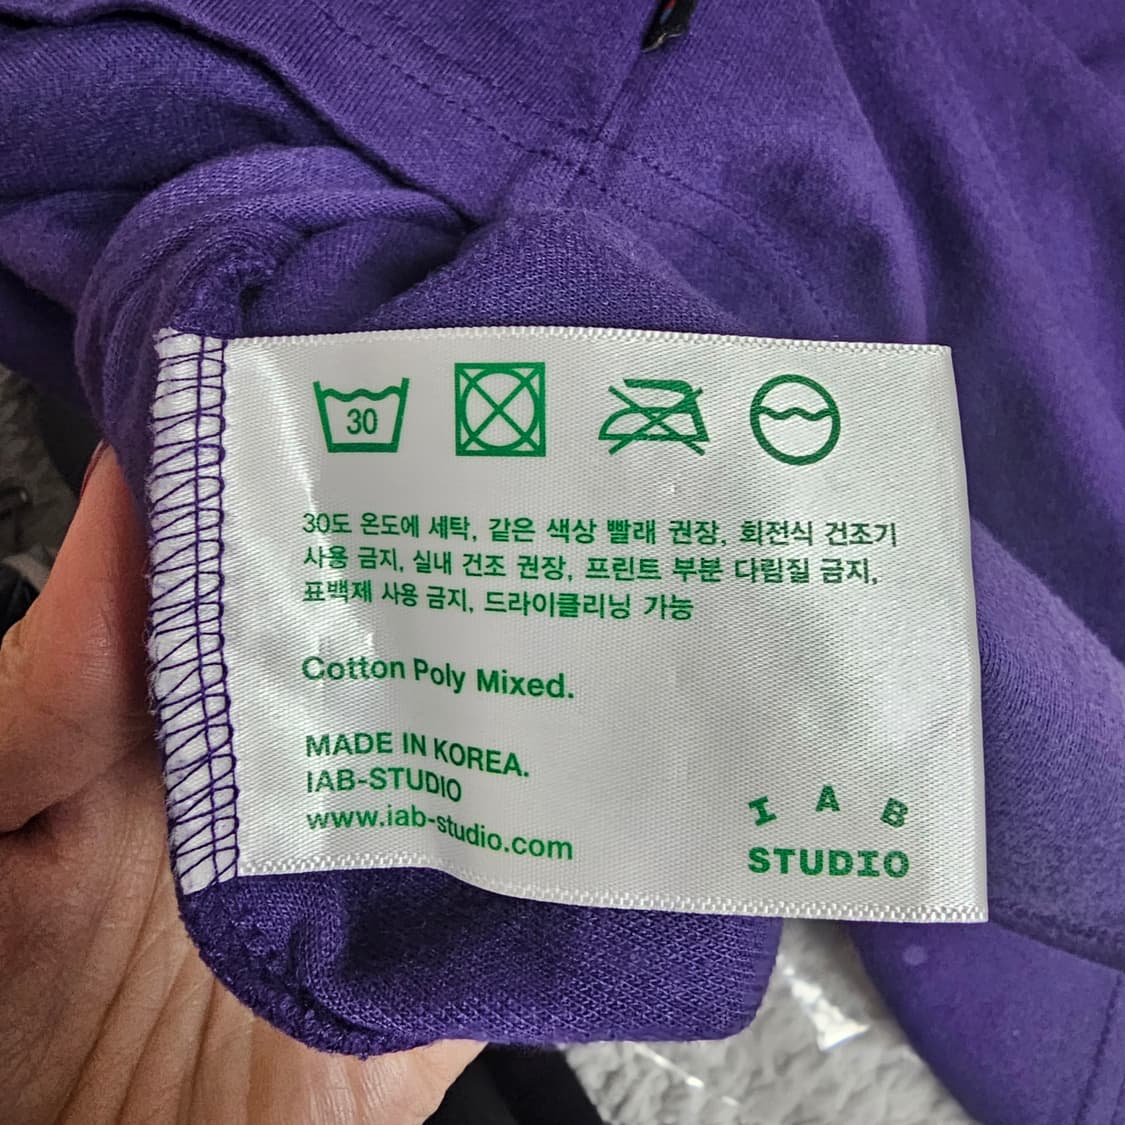 30
30도 온도에 세탁, 같은 색상 빨래 권장, 회전식 건조기
사용 금지, 실내 건조 권장, 프린트 부분 다림질 금지,
표백제 사용 금지, 드라이클리닝 가능
Cotton Poly Mixed.
MADE IN KOREA.
IAB-STUDIO
www.iab-studio.com
I A B
STUDIO